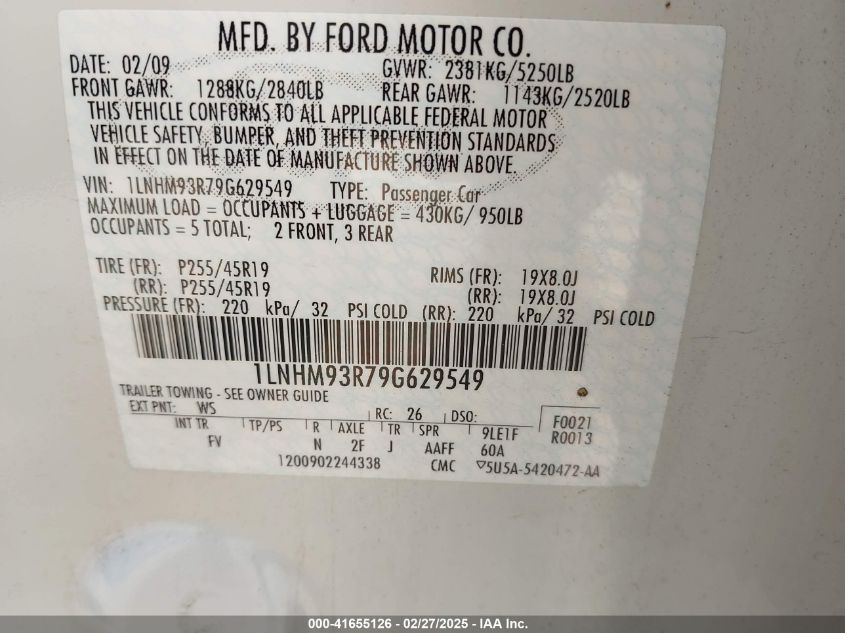 MFD. BY FORD MOTOR CO.
DATE: 02/09 GVWR: 2381KG/5250LB
FRONT GAWR: 1288KG/2840LB REAR GAWR: 1143KG/2520LB
THIS VEHICLE CONFORMS TO ALL APPLICABLE FEDERAL MOTOR
VEHICLE SAFETY, BUMPER, AND THEFT PREVENTION STANDARDS
IN EFFECT ON THE DATE OF MANUFACTURE SHOWN ABOVE.
VIN: 1LNHM93R79G629549 TYPE: Passenger Car
MAXIMUM LOAD = OCCUPANTS + LUGGAGE = 430KG/ 950LB
OCCUPANTS = 5 TOTAL; 2 FRONT, 3 REAR
TIRE (FR): P255/45R19 RIMS (FR): 19X8.0J
(RR): P255/45R19 (RR): 19X8.0J
PRESSURE (FR): 220 kPa/ 32 PSI COLD (RR): 220 kPa/ 32 PSI COLD
1LNHM93R79G629549
TRAILER TOWING - SEE OWNER GUIDE
EXT PNT: WS RC: 26 DSO: F0021
INT TR TP/PS R AXLE TR SPR 9LE1F R0013
FV N 2F J AAFF 60A
1200902244338 CMC ▽5U5A-5420472-AA
000-41655126 - 02/27/2025 - IAA Inc.